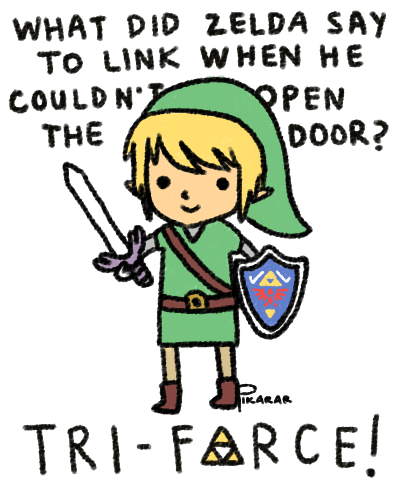 WHAT DID ZELDA SAY
TO LINK WHEN HE
COULDN'T OPEN
THE DOOR?
PIKARAR
TRI-FORCE!